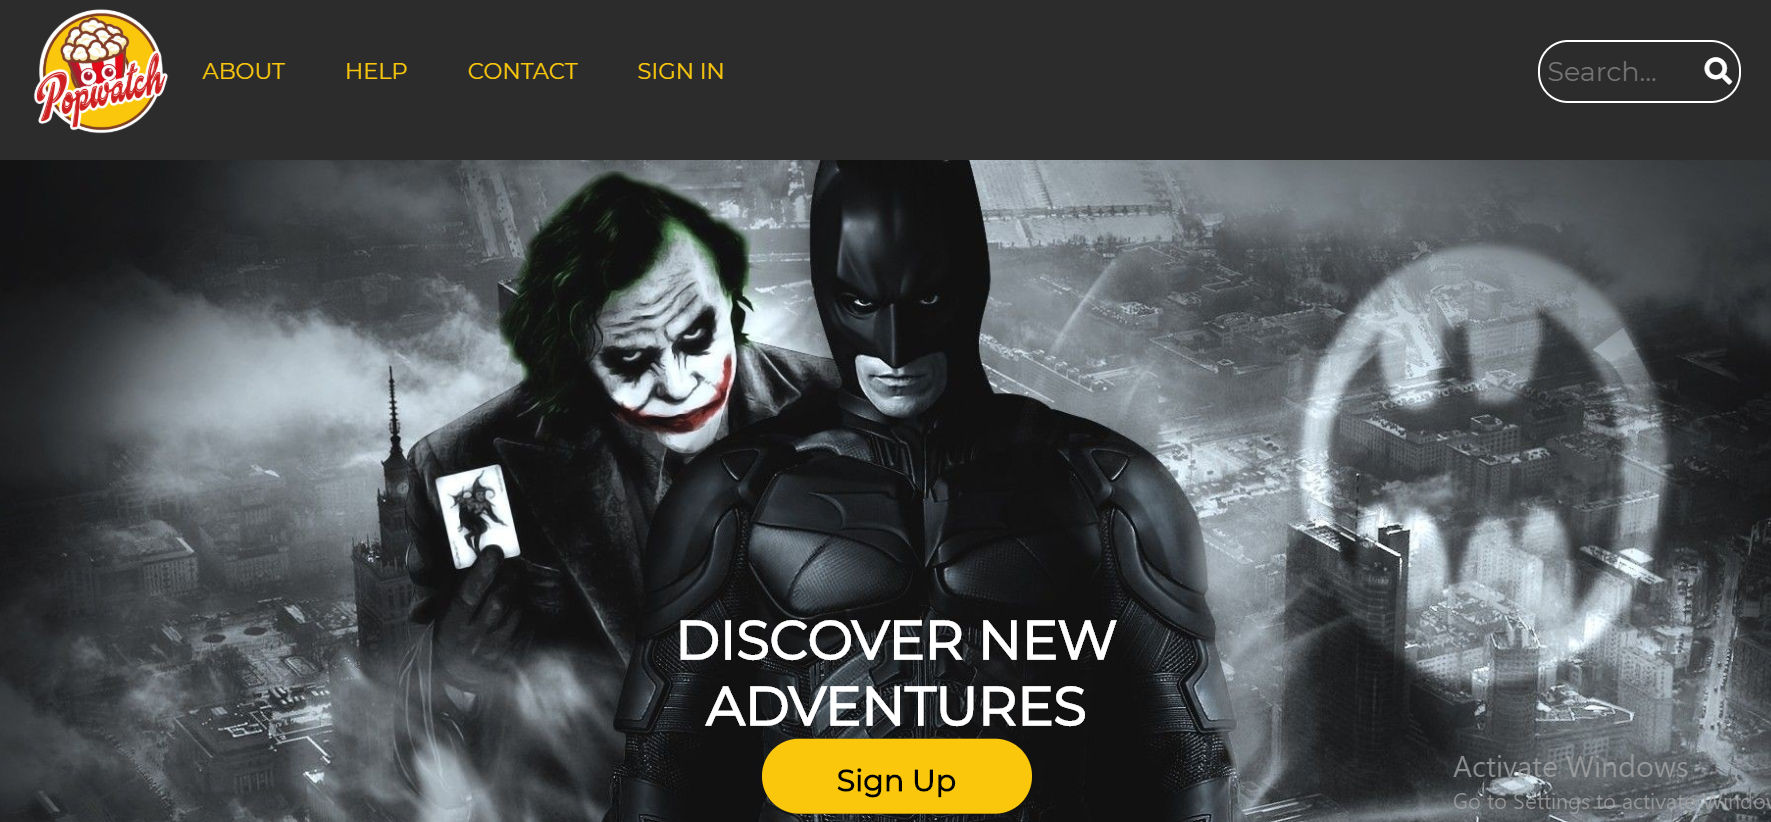 Popwatch
ABOUT
HELP
CONTACT
SIGN IN
Search...
DISCOVER NEW
ADVENTURES
Sign Up
Activate Windows
Go to Settings to activate Windov